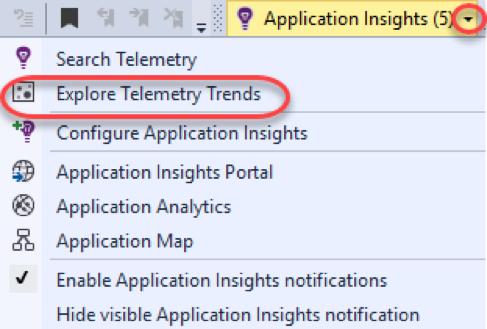 Application Insights (5)
Search Telemetry
Explore Telemetry Trends
Configure Application Insights
Application Insights Portal
Application Analytics
Application Map
Enable Application Insights notifications
Hide visible Application Insights notification